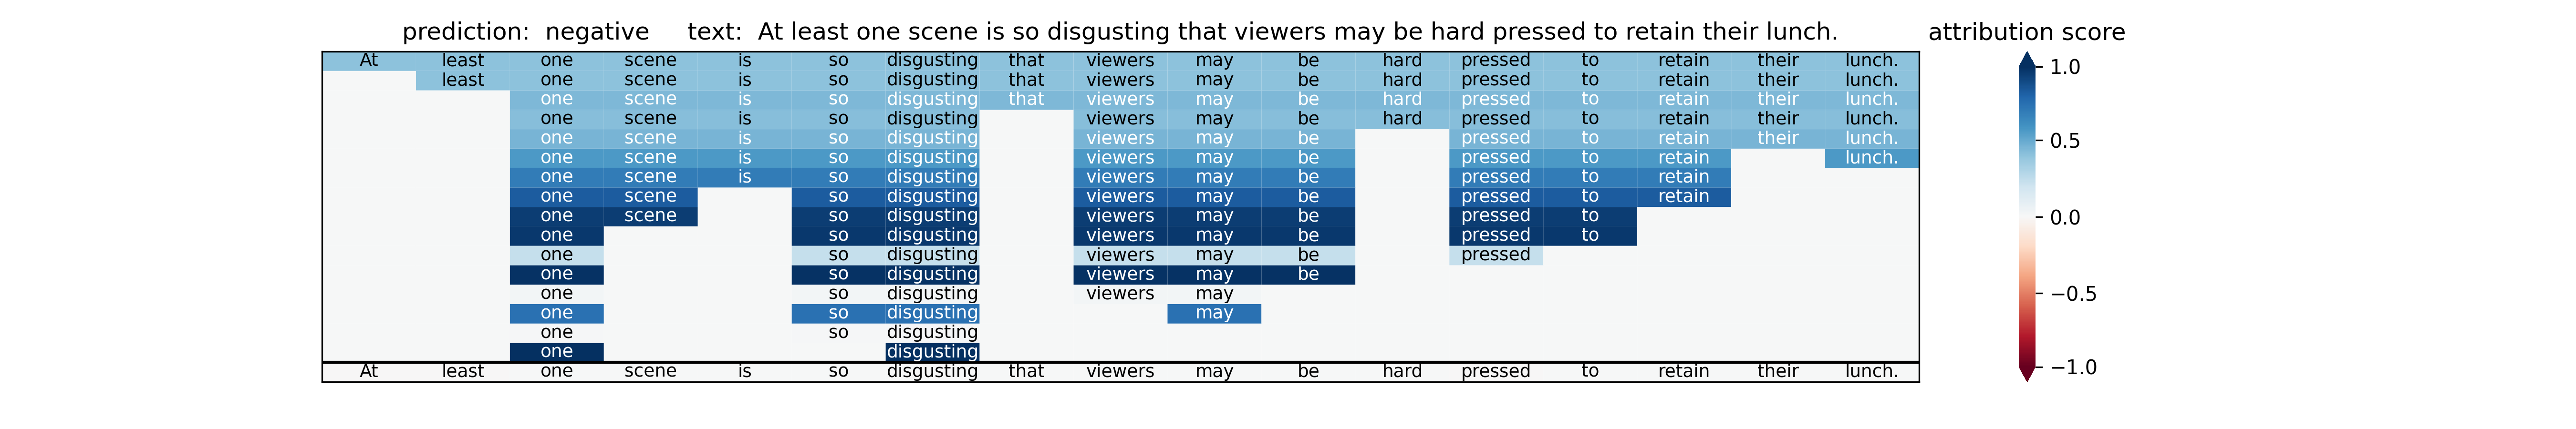 prediction:  negative     text:  At least one scene is so disgusting that viewers may be hard pressed to retain their lunch.     attribution score
At least one scene is so disgusting that viewers may be hard pressed to retain their lunch.
least one scene is so disgusting that viewers may be hard pressed to retain their lunch.
one scene is so disgusting that viewers may be hard pressed to retain their lunch.
one scene is so disgusting viewers may be hard pressed to retain their lunch.
one scene is so disgusting viewers may be pressed to retain their lunch.
one scene is so disgusting viewers may be pressed to retain lunch.
one scene is so disgusting viewers may be pressed to retain
one scene so disgusting viewers may be pressed to retain
one scene so disgusting viewers may be pressed to
one so disgusting viewers may be pressed to
one so disgusting viewers may be pressed
one so disgusting viewers may be
one so disgusting viewers may
one so disgusting may
one so disgusting
one disgusting
At least one scene is so disgusting that viewers may be hard pressed to retain their lunch.
1.0
0.5
0.0
−0.5
−1.0